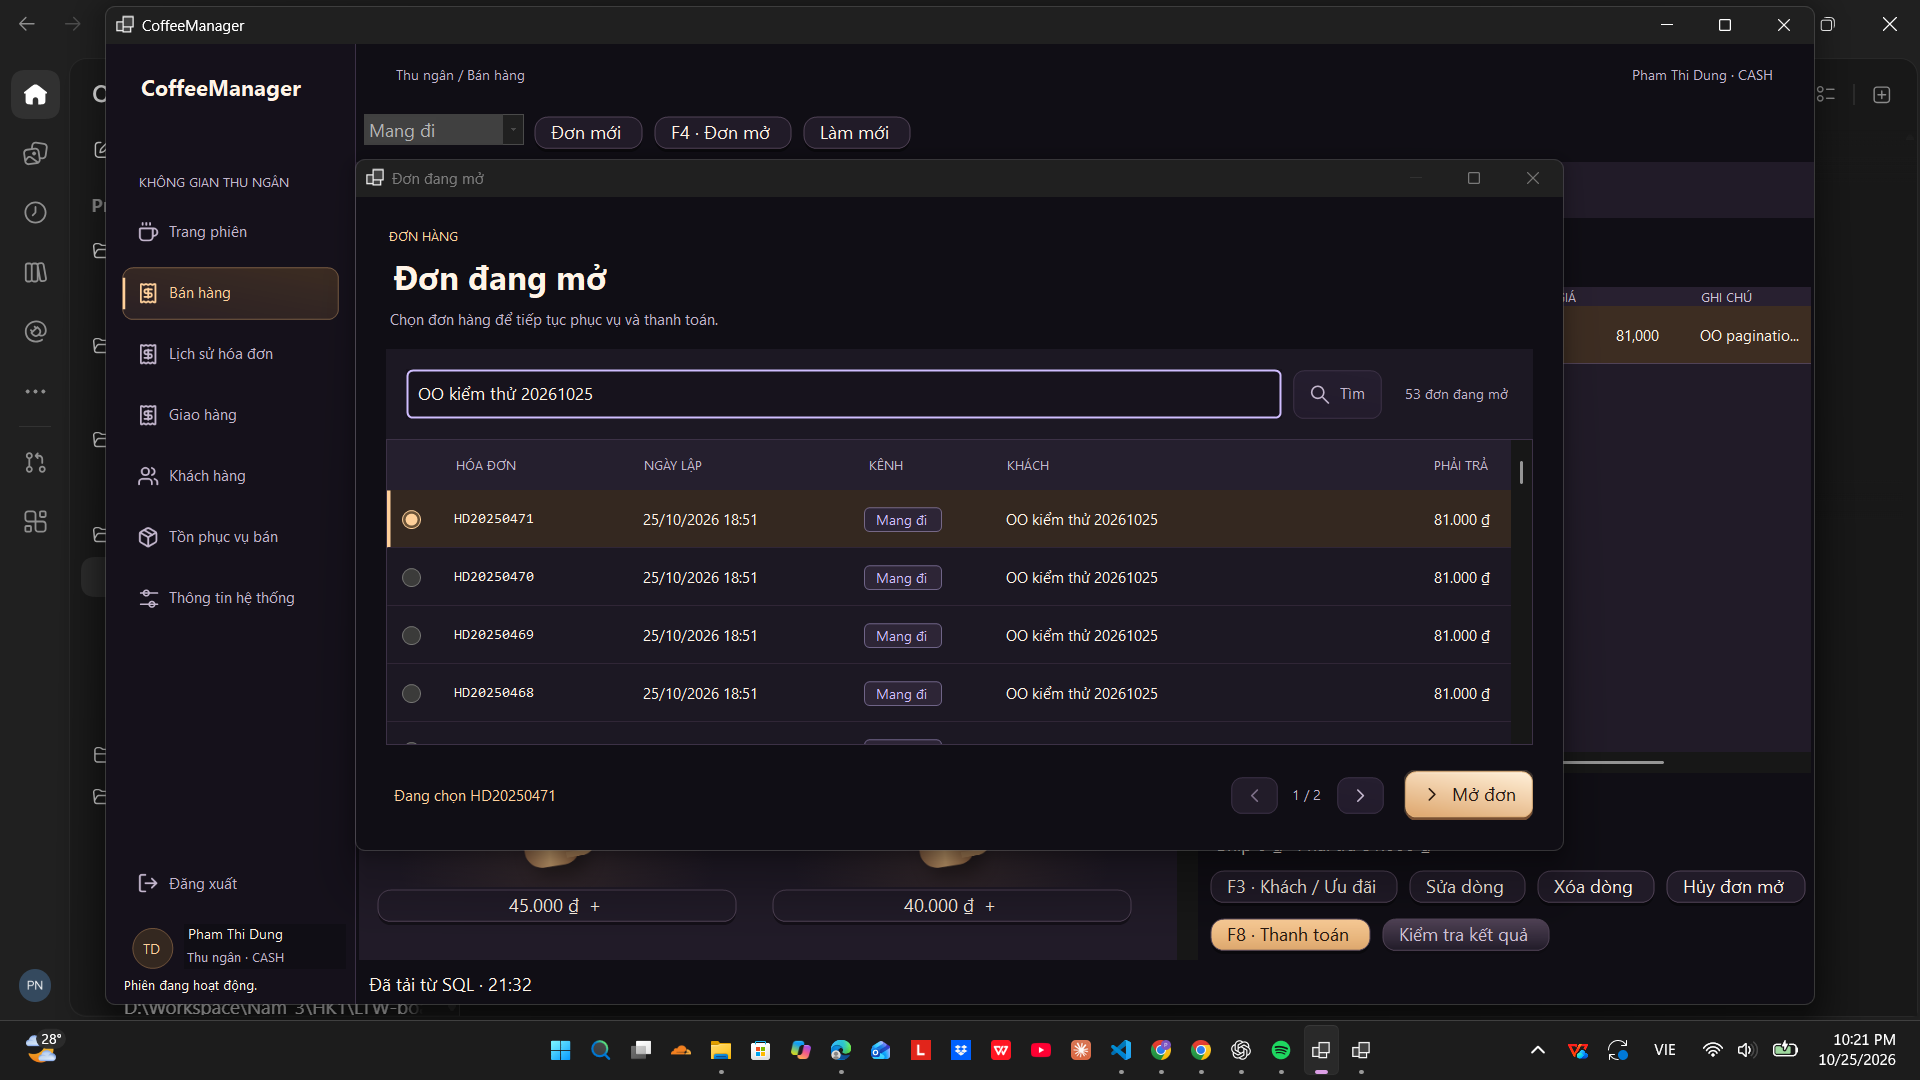 CoffeeManager
CoffeeManager
KHÔNG GIAN THU NGÂN
Trang phiên
Bán hàng
Lịch sử hóa đơn
Giao hàng
Khách hàng
Tồn phục vụ bán
Thông tin hệ thống
Đăng xuất
TD
Pham Thi Dung
Thu ngân · CASH
Phiên đang hoạt động.
PN
Thu ngân / Bán hàng
Pham Thi Dung · CASH
Mang đi
Đơn mới
F4 · Đơn mở
Làm mới
Đơn đang mở
ĐƠN HÀNG
Đơn đang mở
Chọn đơn hàng để tiếp tục phục vụ và thanh toán.
OO kiểm thử 20261025
Tìm
53 đơn đang mở
HÓA ĐƠN NGÀY LẬP KÊNH KHÁCH PHẢI TRẢ
HD20250471 25/10/2026 18:51 Mang đi OO kiểm thử 20261025 81.000 ₫
HD20250470 25/10/2026 18:51 Mang đi OO kiểm thử 20261025 81.000 ₫
HD20250469 25/10/2026 18:51 Mang đi OO kiểm thử 20261025 81.000 ₫
HD20250468 25/10/2026 18:51 Mang đi OO kiểm thử 20261025 81.000 ₫
Đang chọn HD20250471
1 / 2
Mở đơn
GHI CHÚ
81,000 OO paginatio...
45.000 ₫ +
40.000 ₫ +
F3 · Khách / Ưu đãi
Sửa dòng
Xóa dòng
Hủy đơn mở
F8 · Thanh toán
Kiểm tra kết quả
Đã tải từ SQL · 21:32
D:\Workspace\Nam_3\HK1\LTW-bo
28°
VIE
10:21 PM
10/25/2026